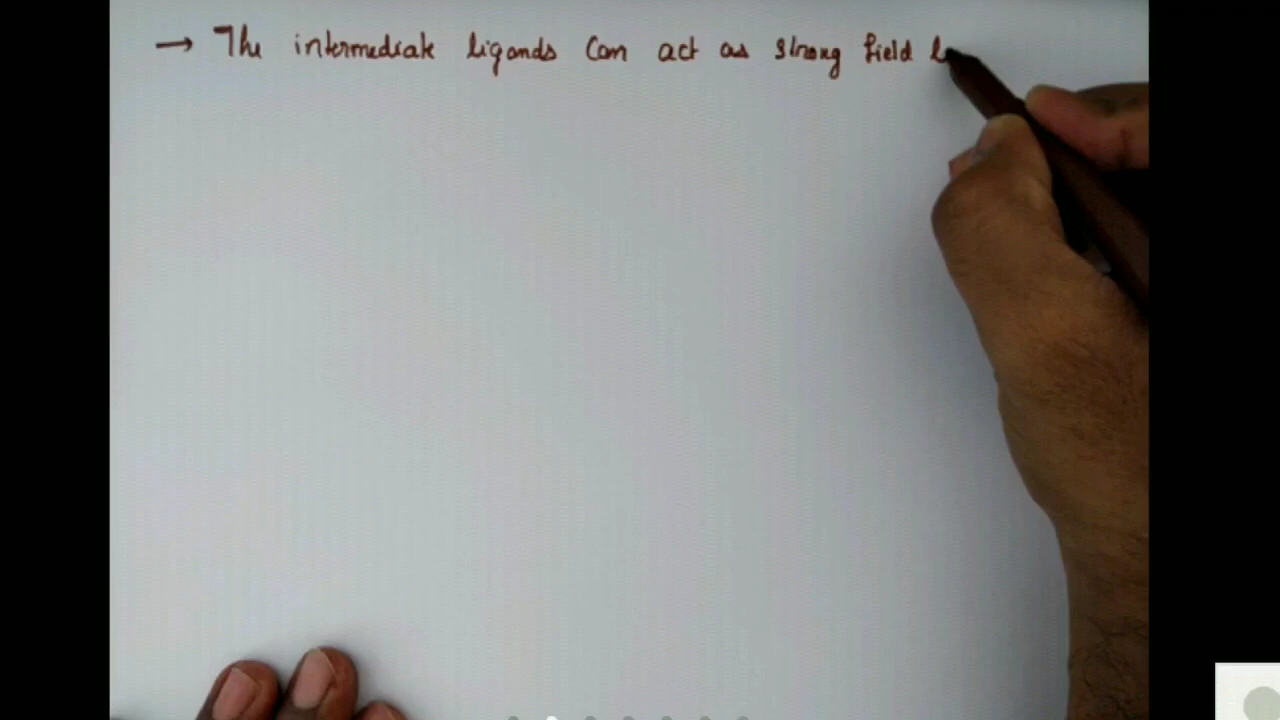 → The intermediate ligands can act as strong field l